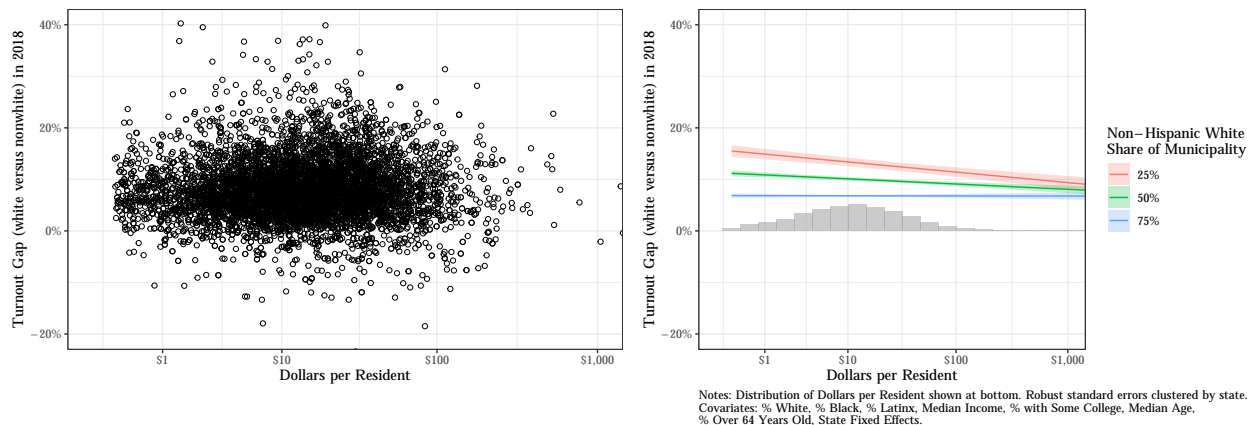 Turnout Gap (white versus nonwhite) in 2018
40%
20%
0%
−20%
$1
$10
$100
$1,000
Dollars per Resident
Turnout Gap (white versus nonwhite) in 2018
40%
20%
0%
−20%
$1
$10
$100
$1,000
Dollars per Resident
Non−Hispanic White
Share of Municipality
25%
50%
75%
Notes: Distribution of Dollars per Resident shown at bottom. Robust standard errors clustered by state.
Covariates: % White, % Black, % Latinx, Median Income, % with Some College, Median Age,
% Over 64 Years Old, State Fixed Effects.